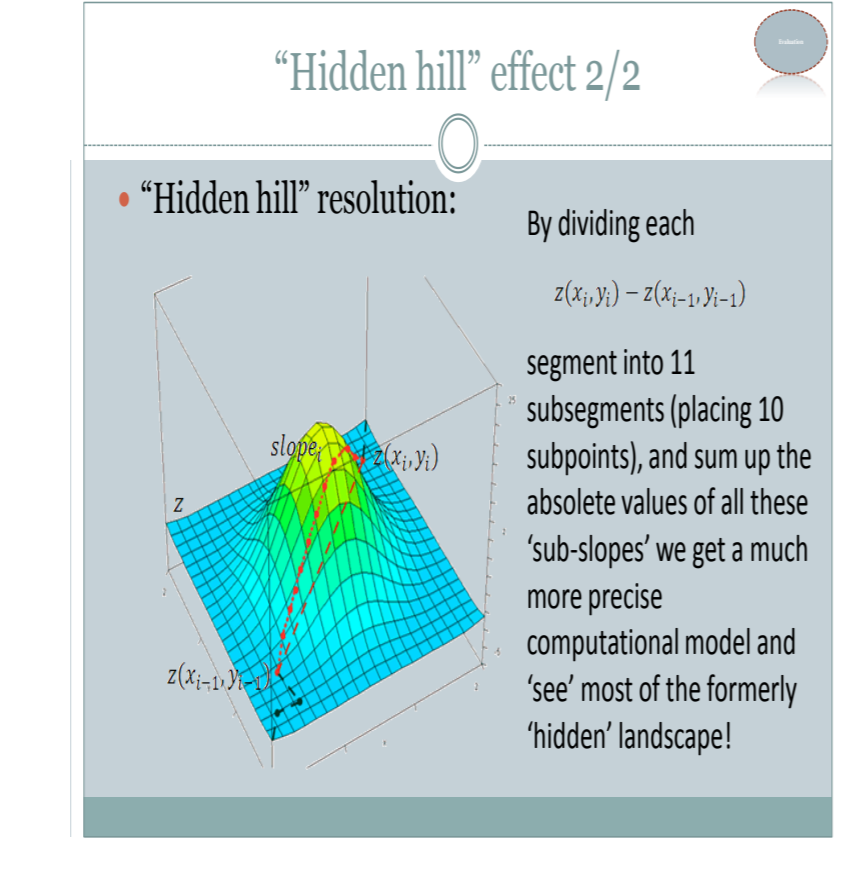 Evaluation
“Hidden hill” effect 2/2
• “Hidden hill” resolution:
By dividing each
z(xᵢ,yᵢ) − z(xᵢ₋₁,yᵢ₋₁)
segment into 11
subsegments (placing 10
subpoints), and sum up the
absolete values of all these
‘sub-slopes’ we get a much
more precise
computational model and
‘see’ most of the formerly
‘hidden’ landscape!
slopeᵢ
z(xᵢ,yᵢ)
z
z(xᵢ₋₁,yᵢ₋₁)